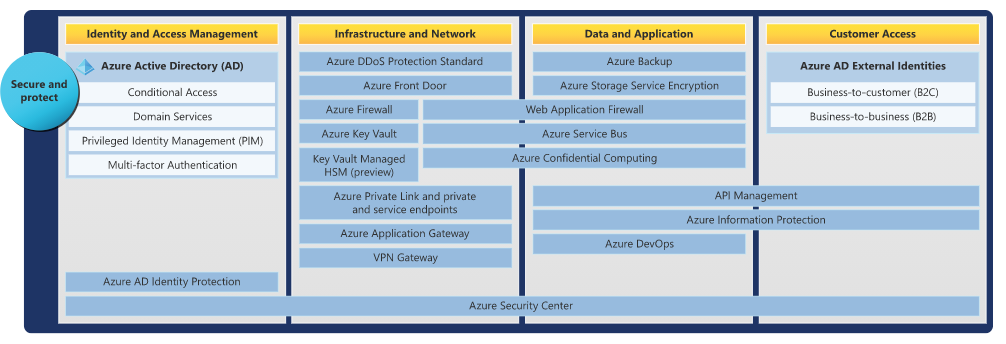 Secure and
protect
Identity and Access Management
Azure Active Directory (AD)
Conditional Access
Domain Services
Privileged Identity Management (PIM)
Multi-factor Authentication
Azure AD Identity Protection
Infrastructure and Network
Azure DDoS Protection Standard
Azure Front Door
Azure Firewall
Azure Key Vault
Key Vault Managed
HSM (preview)
Azure Private Link and private
and service endpoints
Azure Application Gateway
VPN Gateway
Data and Application
Azure Backup
Azure Storage Service Encryption
Web Application Firewall
Azure Service Bus
Azure Confidential Computing
API Management
Azure Information Protection
Azure DevOps
Customer Access
Azure AD External Identities
Business-to-customer (B2C)
Business-to-business (B2B)
Azure Security Center